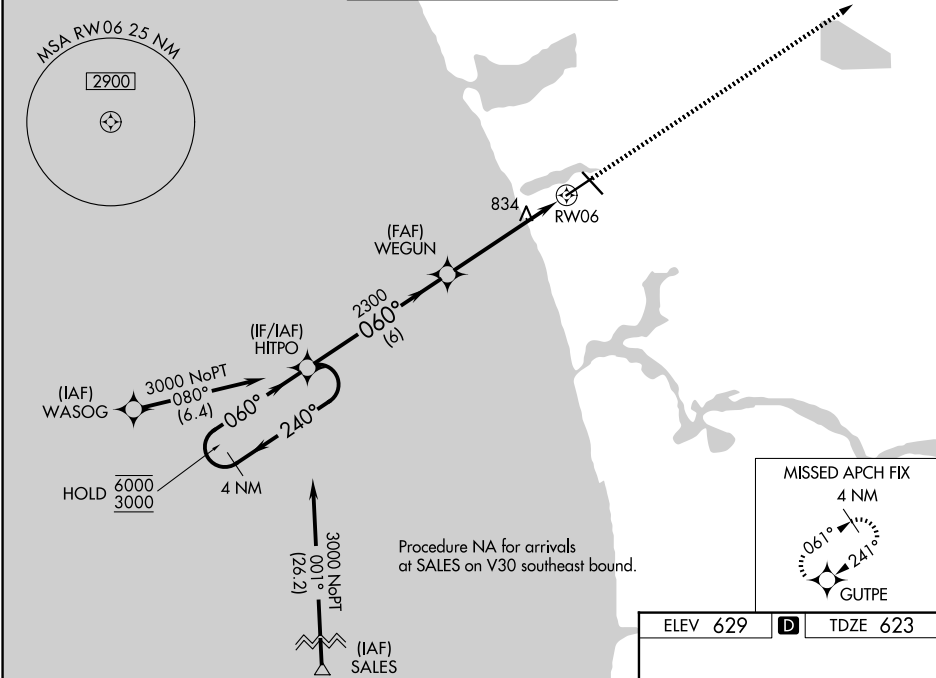 MSA RW06 25 NM
2900
834
RW06
(FAF)
WEGUN
2300
060°
(6)
(IF/IAF)
HITPO
3000 NoPT
080°
(6.4)
(IAF)
WASOG
060°
240°
HOLD 6000
3000
4 NM
3000 NoPT
001°
(26.2)
(IAF)
SALES
Procedure NA for arrivals
at SALES on V30 southeast bound.
MISSED APCH FIX
4 NM
061°
241°
GUTPE
ELEV 629 D TDZE 623